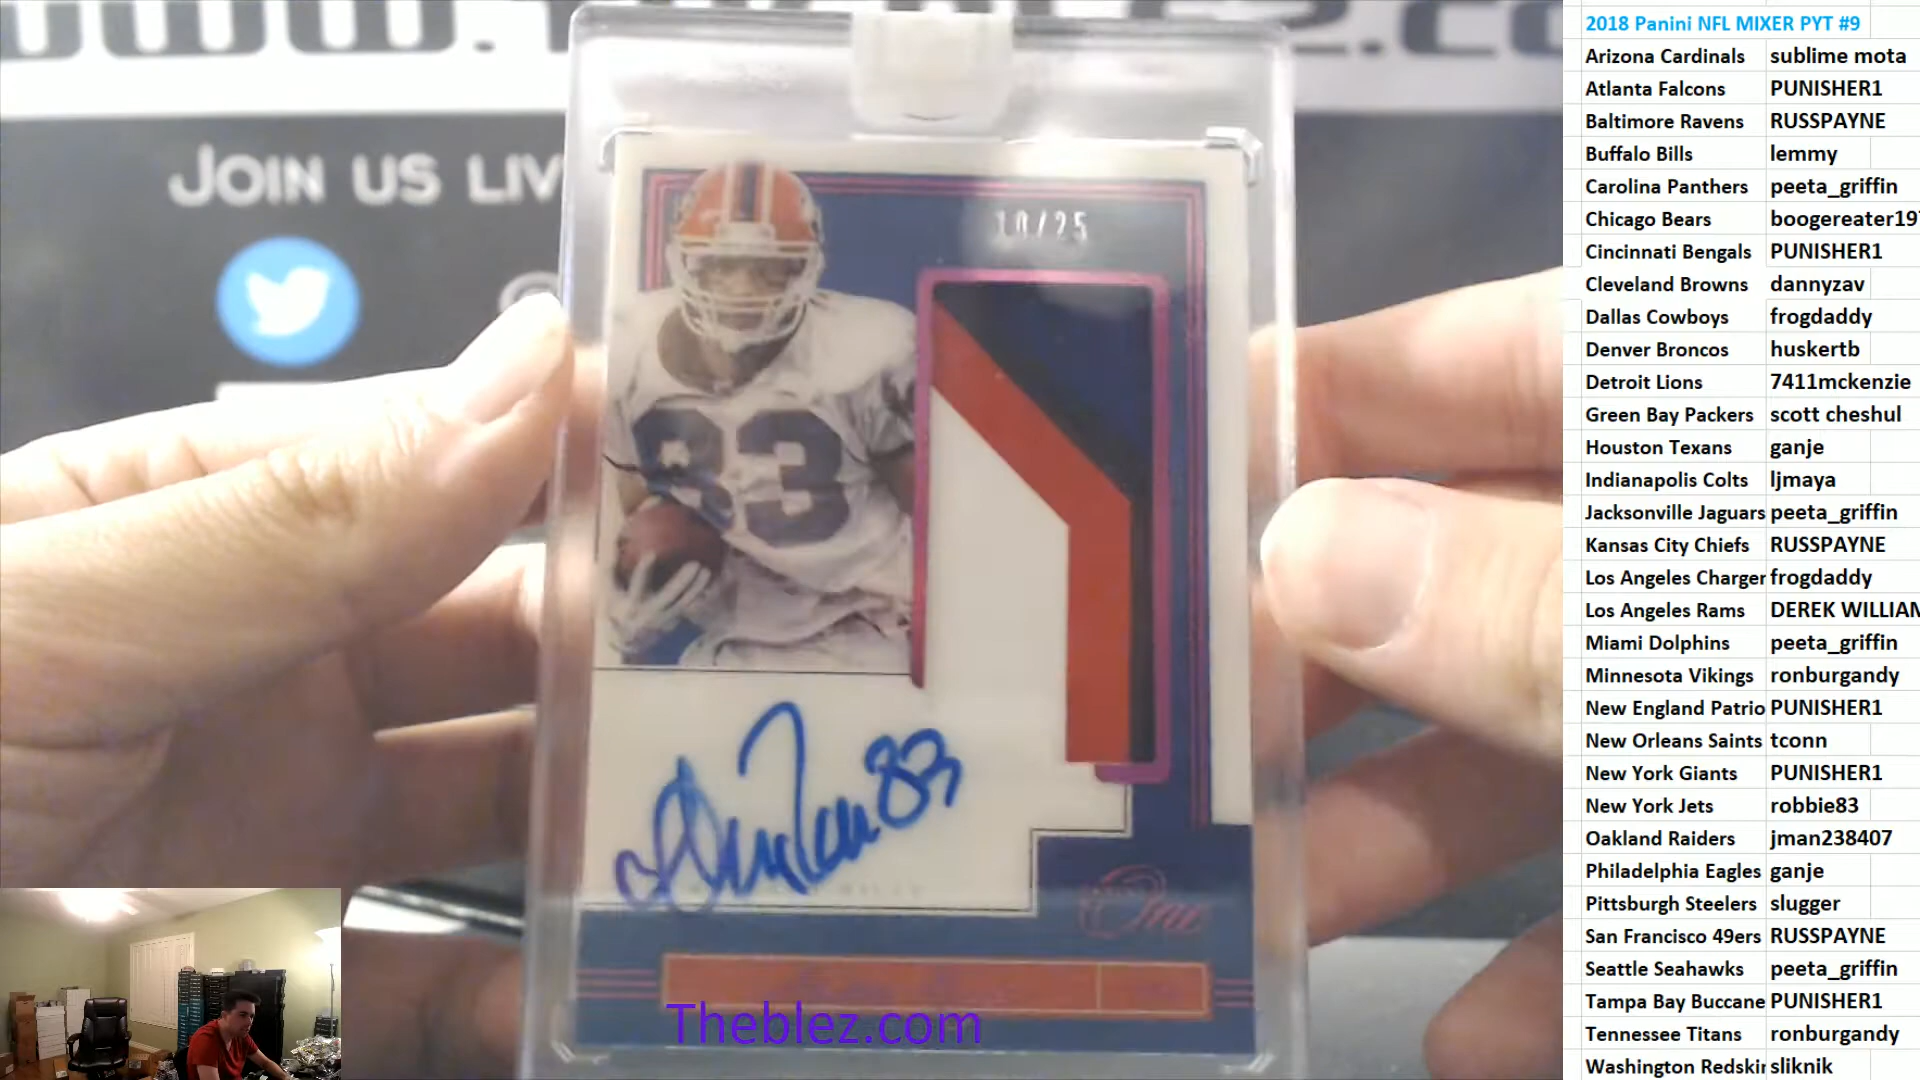 JOIN US LIV
10/25
83
83
One
Theblez.com
2018 Panini NFL MIXER PYT #9
Arizona Cardinals sublime mota
Atlanta Falcons PUNISHER1
Baltimore Ravens RUSSPAYNE
Buffalo Bills lemmy
Carolina Panthers peeta_griffin
Chicago Bears boogereater19
Cincinnati Bengals PUNISHER1
Cleveland Browns dannyzav
Dallas Cowboys frogdaddy
Denver Broncos huskertb
Detroit Lions 7411mckenzie
Green Bay Packers scott cheshul
Houston Texans ganje
Indianapolis Colts ljmaya
Jacksonville Jaguars peeta_griffin
Kansas City Chiefs RUSSPAYNE
Los Angeles Charger frogdaddy
Los Angeles Rams DEREK WILLIAM
Miami Dolphins peeta_griffin
Minnesota Vikings ronburgandy
New England Patrio PUNISHER1
New Orleans Saints tconn
New York Giants PUNISHER1
New York Jets robbie83
Oakland Raiders jman238407
Philadelphia Eagles ganje
Pittsburgh Steelers slugger
San Francisco 49ers RUSSPAYNE
Seattle Seahawks peeta_griffin
Tampa Bay Buccane PUNISHER1
Tennessee Titans ronburgandy
Washington Redskin sliknik